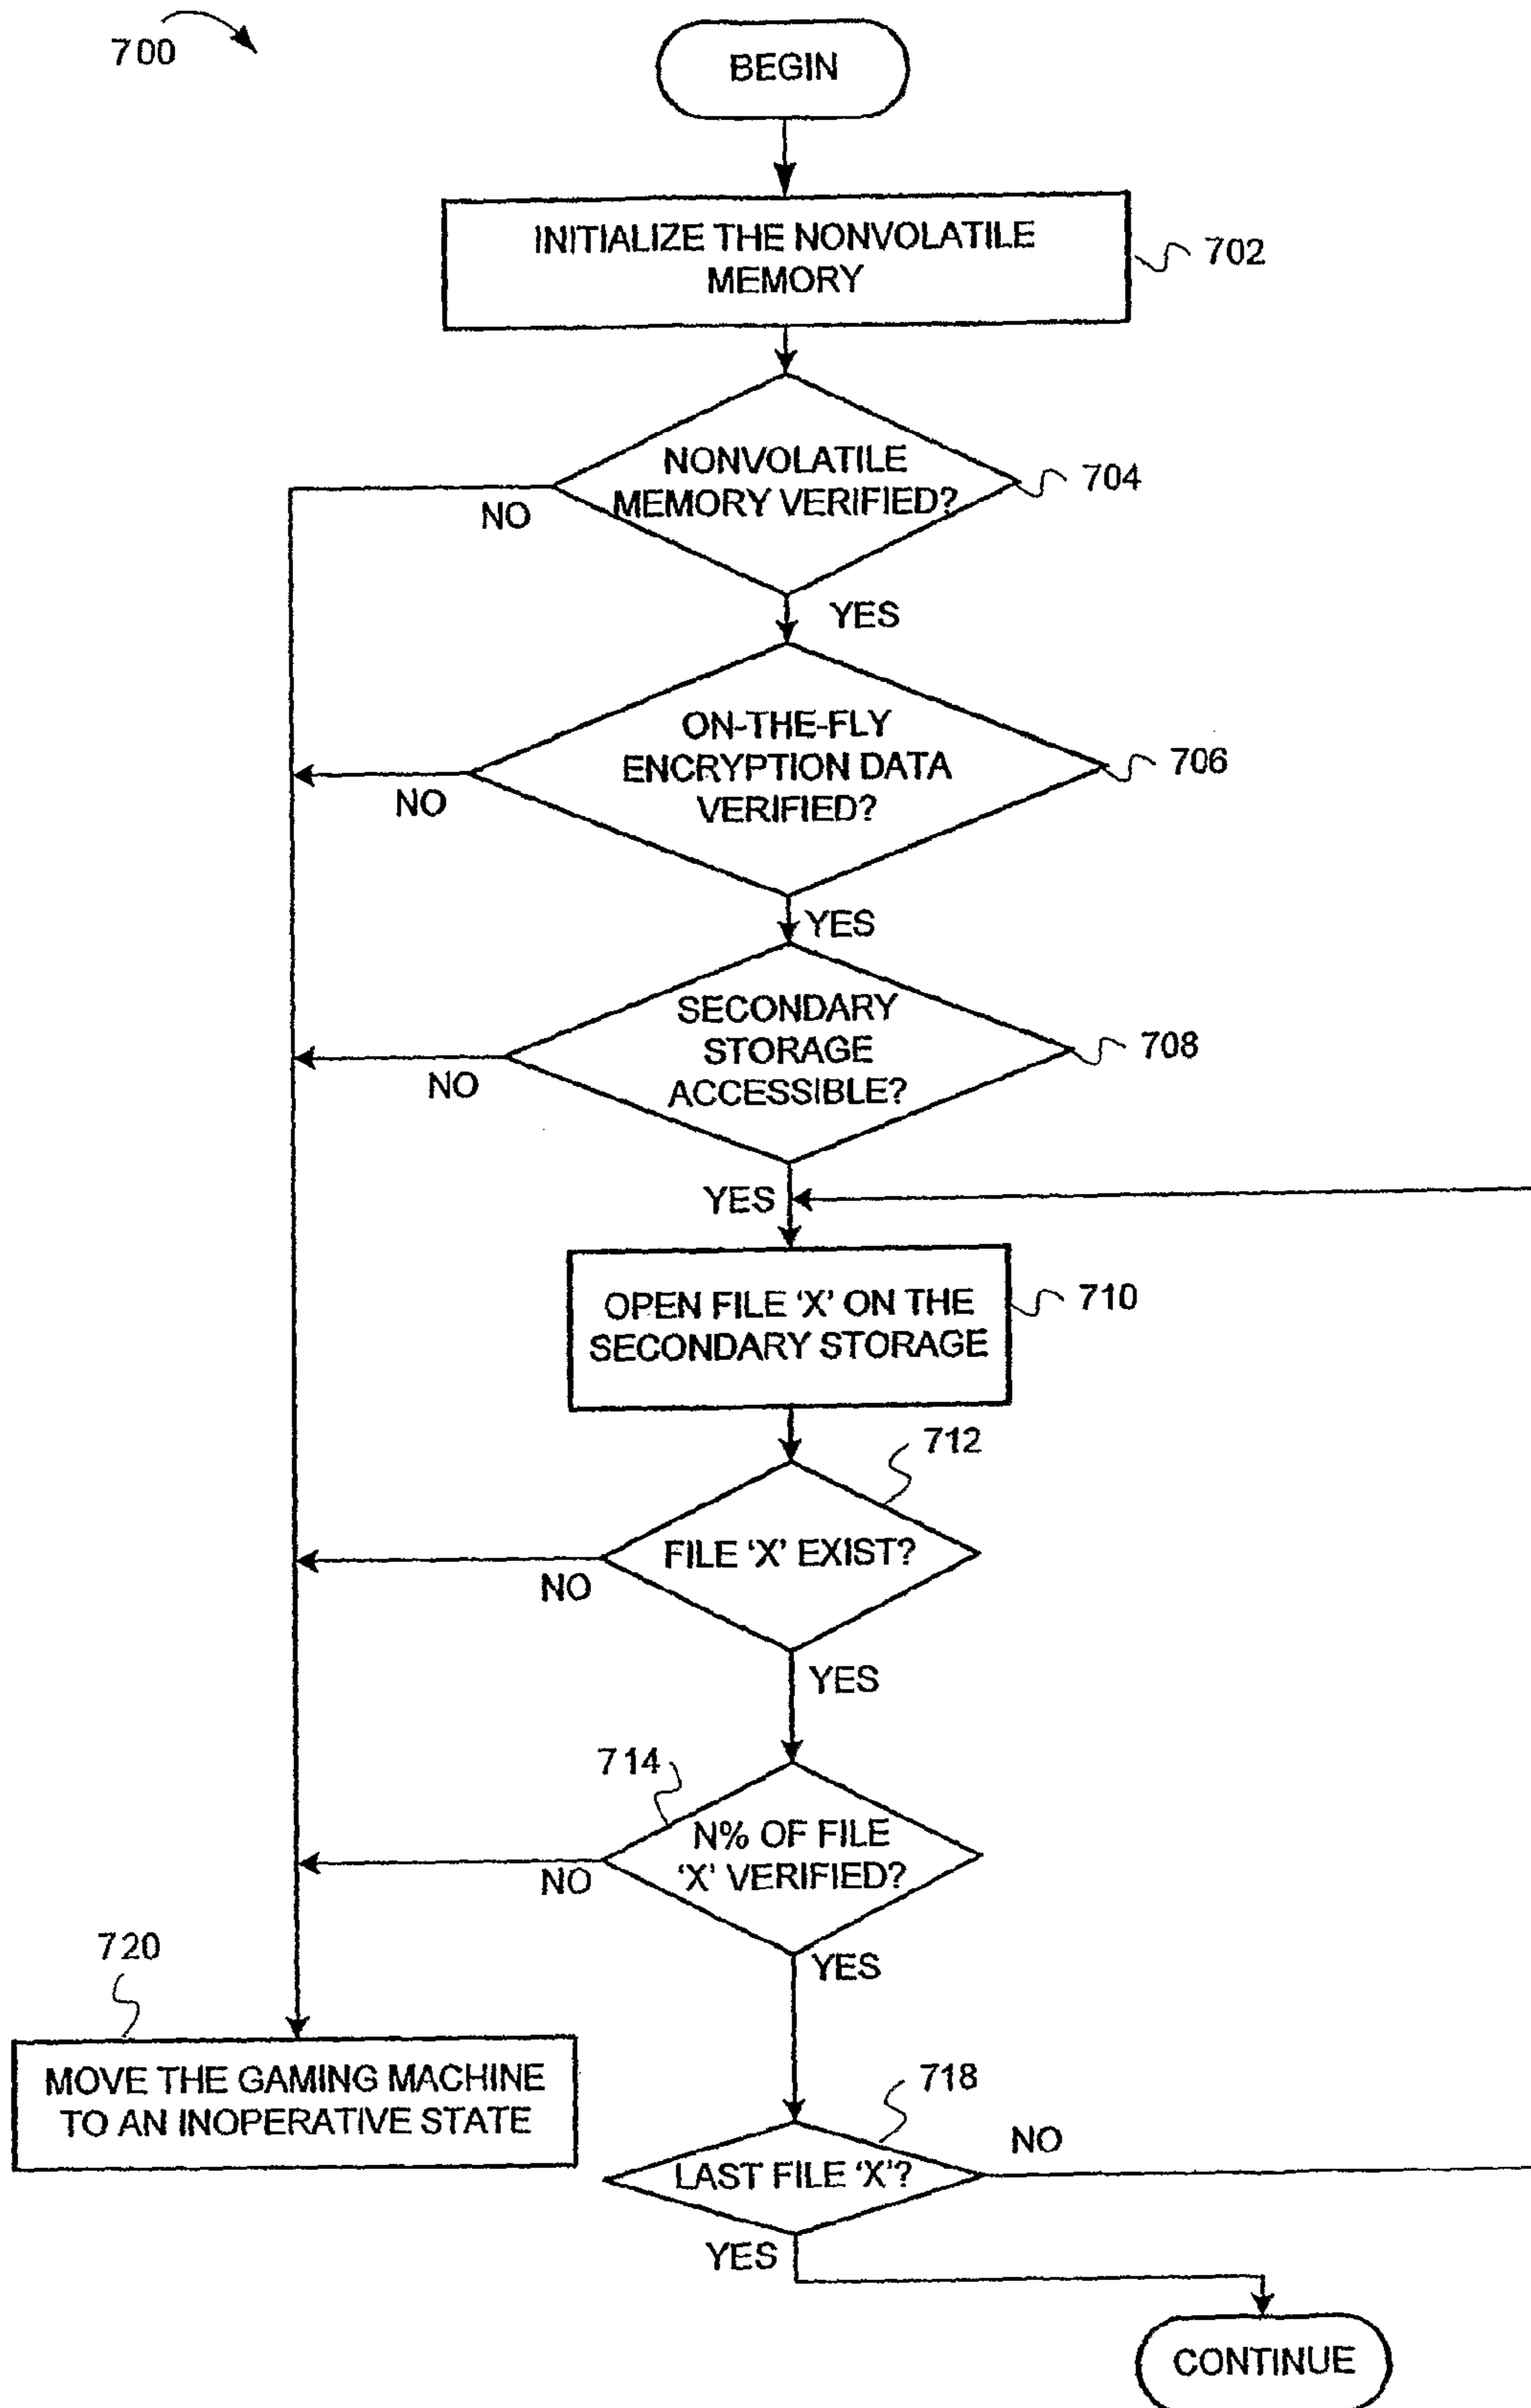 700
BEGIN
INITIALIZE THE NONVOLATILE
MEMORY
702
NONVOLATILE
MEMORY VERIFIED?
704
NO
YES
ON-THE-FLY
ENCRYPTION DATA
VERIFIED?
706
NO
YES
SECONDARY
STORAGE
ACCESSIBLE?
708
NO
YES
OPEN FILE ‘X’ ON THE
SECONDARY STORAGE
710
712
FILE ‘X’ EXIST?
NO
YES
714
N% OF FILE
‘X’ VERIFIED?
NO
YES
720
MOVE THE GAMING MACHINE
TO AN INOPERATIVE STATE
718
LAST FILE ‘X’?
NO
YES
CONTINUE